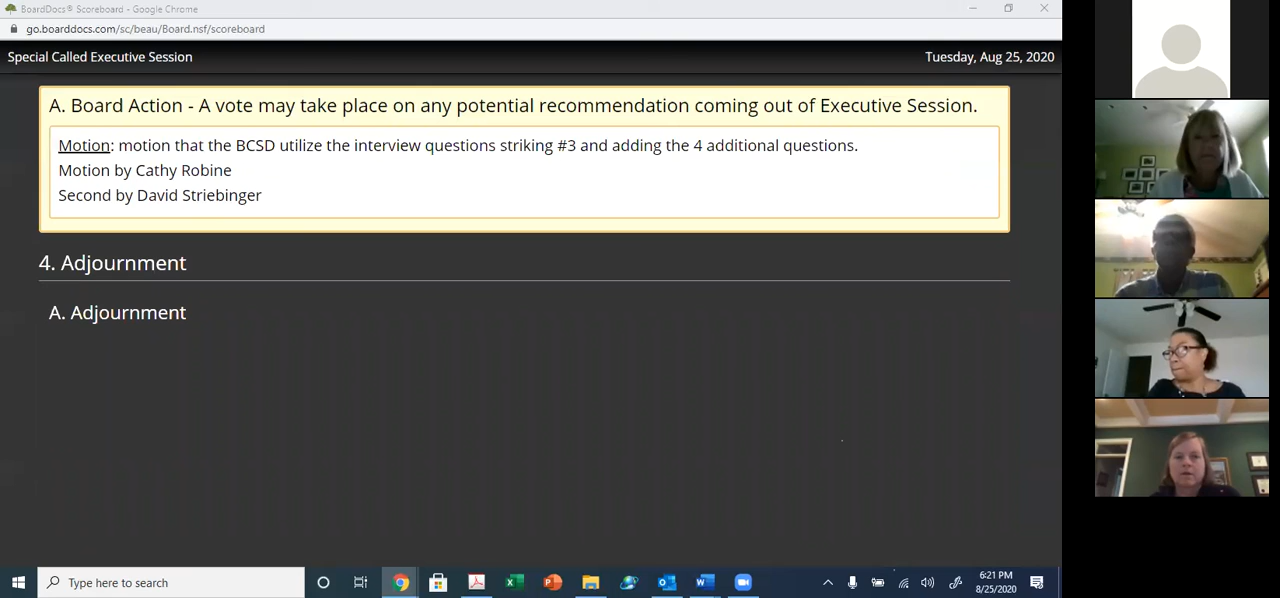 BoardDocs® Scoreboard - Google Chrome
go.boarddocs.com/sc/beau/Board.nsf/scoreboard
Special Called Executive Session
Tuesday, Aug 25, 2020
A. Board Action - A vote may take place on any potential recommendation coming out of Executive Session.
Motion: motion that the BCSD utilize the interview questions striking #3 and adding the 4 additional questions.
Motion by Cathy Robine
Second by David Striebinger
4. Adjournment
A. Adjournment
Type here to search
6:21 PM
8/25/2020